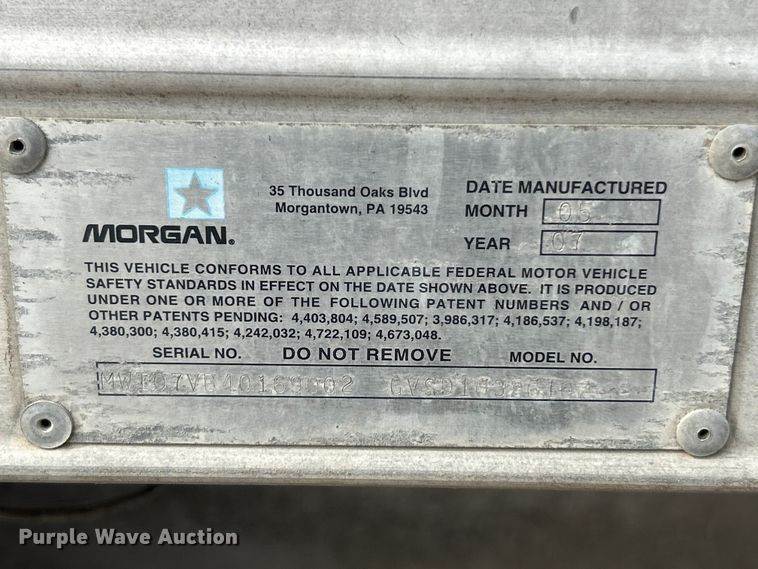 35 Thousand Oaks Blvd
Morgantown, PA 19543
MORGAN®
DATE MANUFACTURED
MONTH 05
YEAR 07
THIS VEHICLE CONFORMS TO ALL APPLICABLE FEDERAL MOTOR VEHICLE
SAFETY STANDARDS IN EFFECT ON THE DATE SHOWN ABOVE. IT IS PRODUCED
UNDER ONE OR MORE OF THE FOLLOWING PATENT NUMBERS AND / OR
OTHER PATENTS PENDING: 4,403,804; 4,589,507; 3,986,317; 4,186,537; 4,198,187;
4,380,300; 4,380,415; 4,242,032; 4,722,109; 4,673,048.
SERIAL NO. DO NOT REMOVE MODEL NO.
Purple Wave Auction